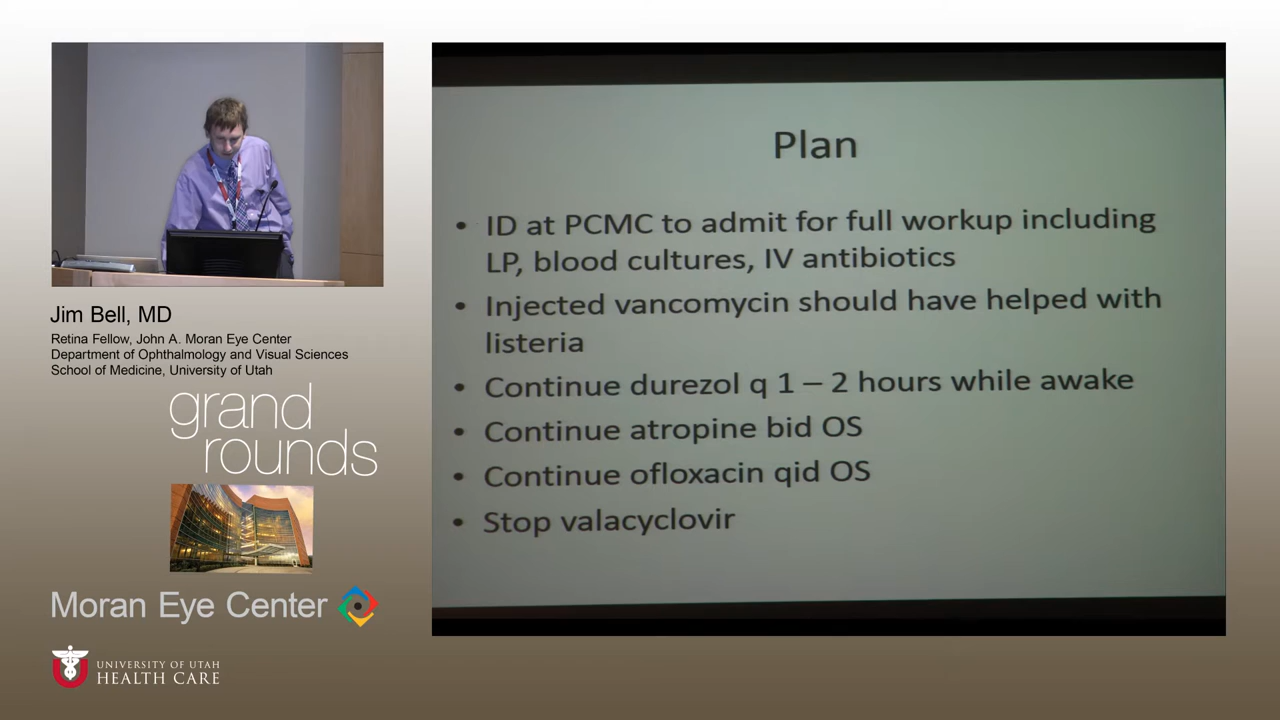 Jim Bell, MD
Retina Fellow, John A. Moran Eye Center
Department of Ophthalmology and Visual Sciences
School of Medicine, University of Utah
grand
rounds
Moran Eye Center
UNIVERSITY OF UTAH
HEALTH CARE
Plan
• ID at PCMC to admit for full workup including
LP, blood cultures, IV antibiotics
• Injected vancomycin should have helped with
listeria
• Continue durezol q 1 – 2 hours while awake
• Continue atropine bid OS
• Continue ofloxacin qid OS
• Stop valacyclovir